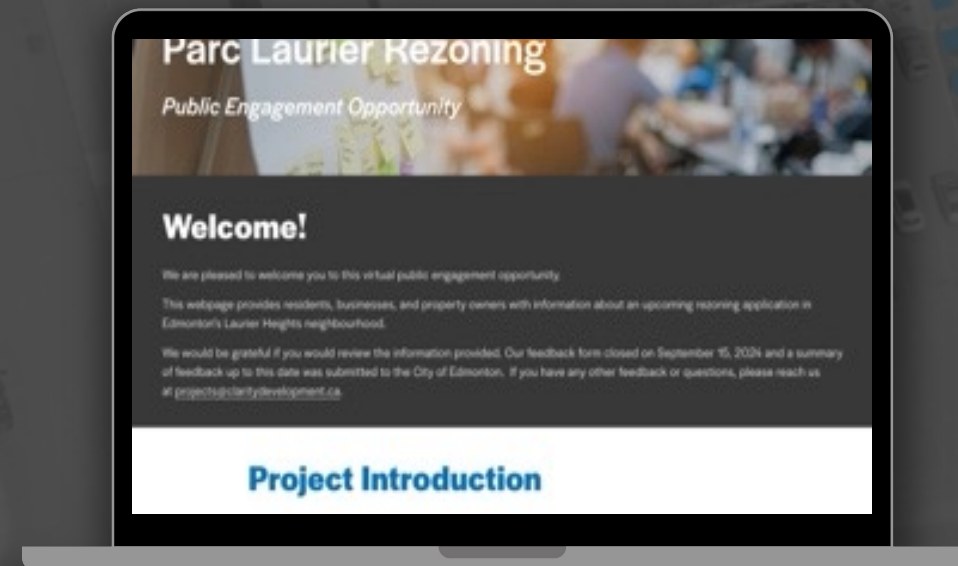 Parc Laurier Rezoning
Public Engagement Opportunity
Welcome!
We are pleased to welcome you to this virtual public engagement opportunity.
This webpage provides residents, businesses, and property owners with information about an upcoming rezoning application in
Edmonton's Laurier Heights neighbourhood.
We would be grateful if you would review the information provided. Our feedback form closed on September 15, 2024 and a summary
of feedback up to this date was submitted to the City of Edmonton. If you have any other feedback or questions, please reach us
at projects@claritydevelopment.ca.
Project Introduction